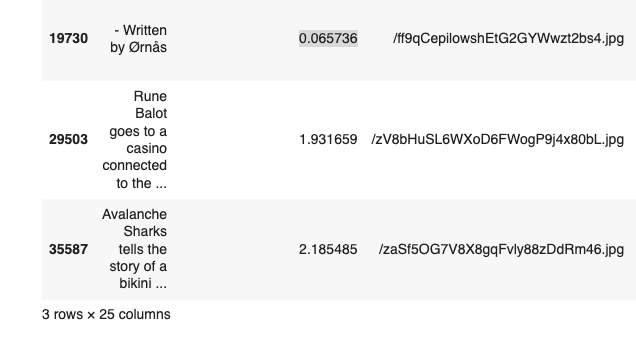 19730 - Written by Ørnås 0.065736 /ff9qCepilowshEtG2GYWwzt2bs4.jpg
29503 Rune Balot goes to a casino connected to the ... 1.931659 /zV8bHuSL6WXoD6FWogP9j4x80bL.jpg
35587 Avalanche Sharks tells the story of a bikini ... 2.185485 /zaSf5OG7V8X8gqFvly88zDdRm46.jpg
3 rows × 25 columns